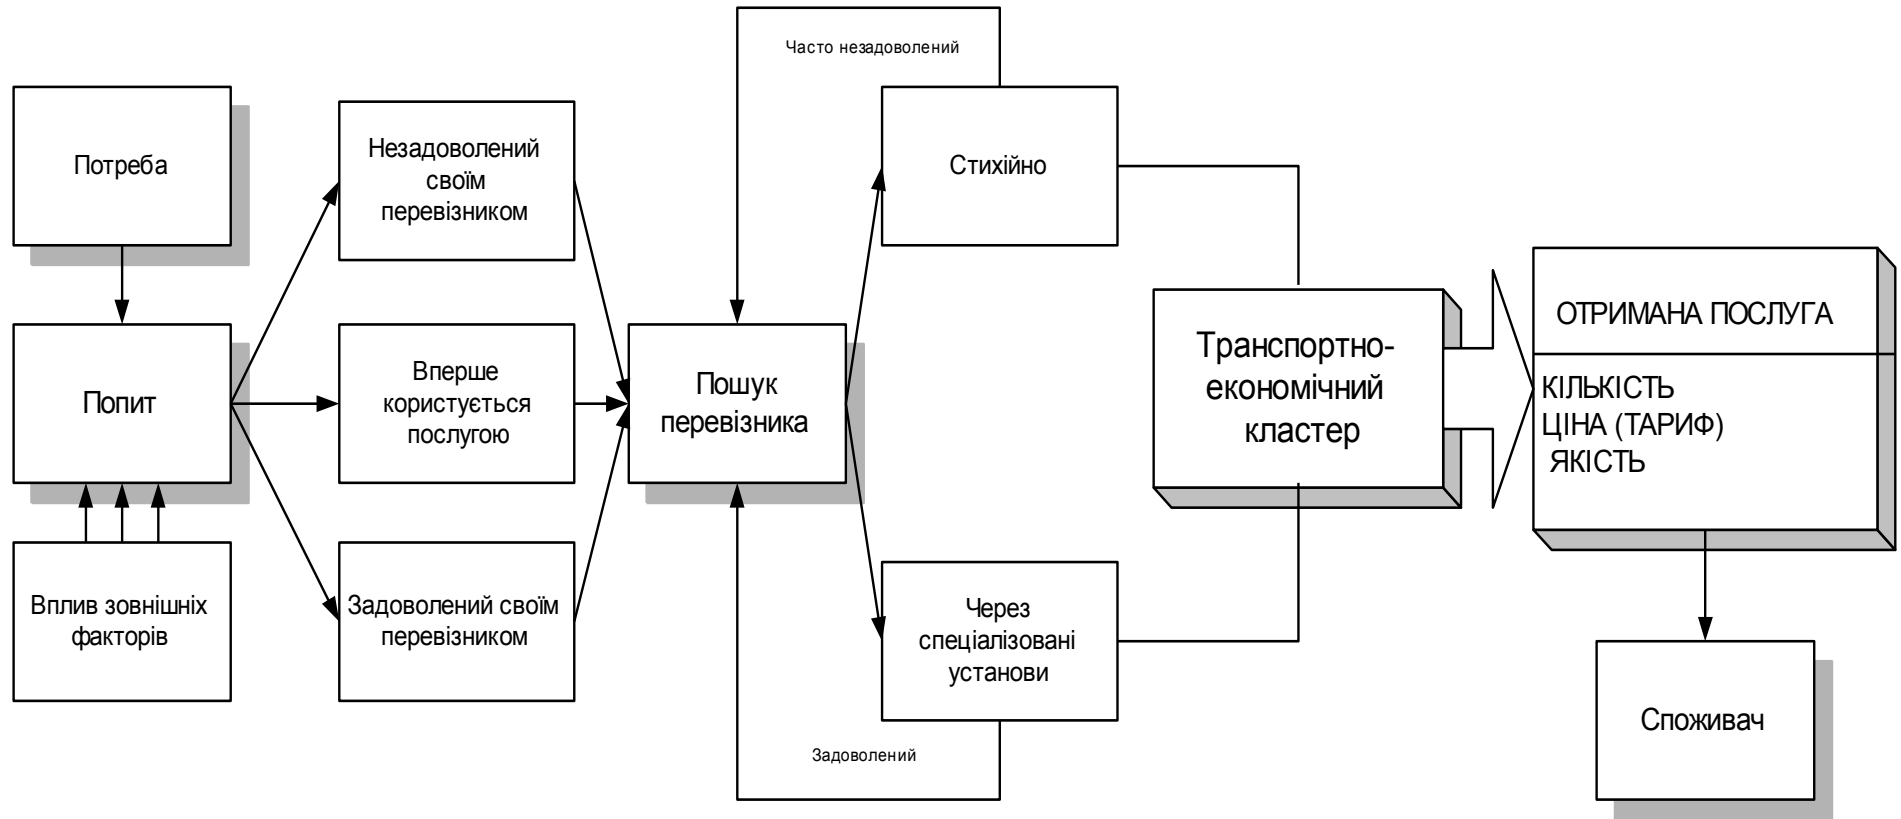 Часто незадоволений
Потреба
Незадоволений
своїм
перевізником
Стихійно
ОТРИМАНА ПОСЛУГА
Попит
Вперше
користується
послугою
Пошук
перевізника
Транспортно-
економічний
кластер
КІЛЬКІСТЬ
ЦІНА (ТАРИФ)
ЯКІСТЬ
Вплив зовнішніх
факторів
Задоволений своїм
перевізником
Через
спеціалізовані
установи
Споживач
Задоволений